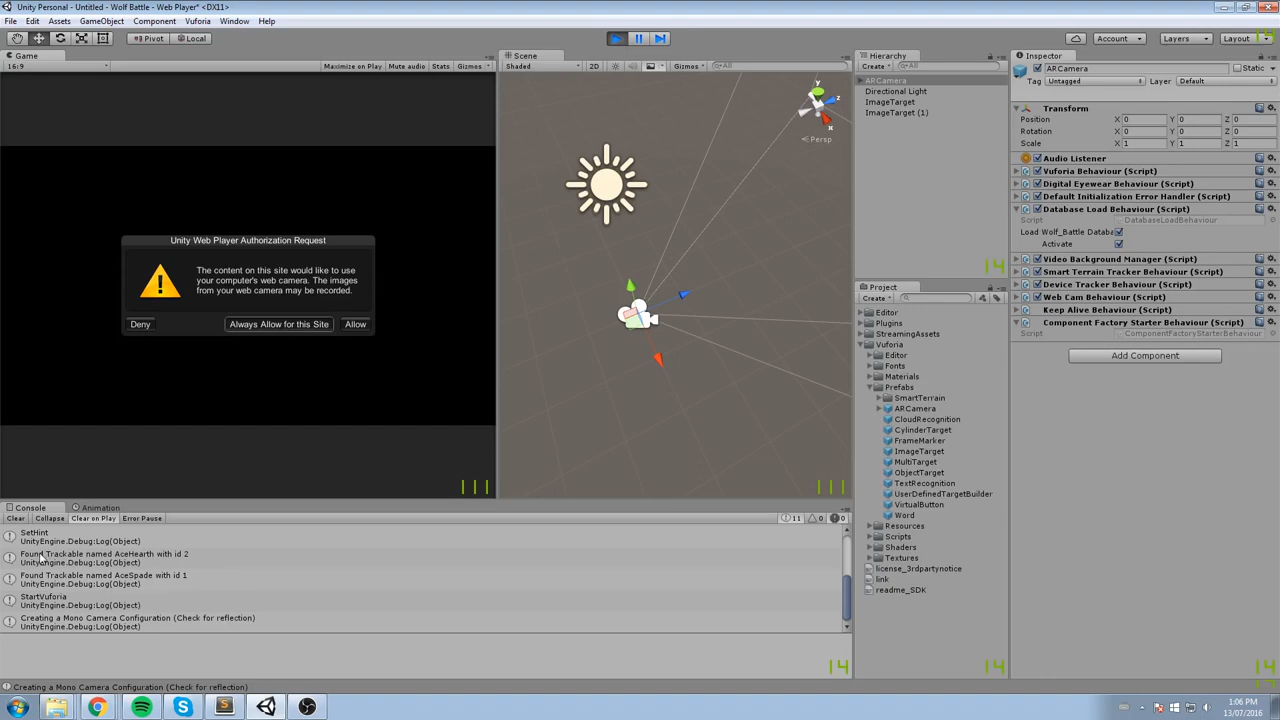 Unity Personal - Untitled - Wolf Battle - Web Player* <DX11>
File Edit Assets GameObject Component Vuforia Window Help
Pivot Local Account Layers Layout
14
Game
16:9 Maximize on Play Mute audio Stats Gizmos
Unity Web Player Authorization Request
The content on this site would like to use
your computer's web camera. The images
from your web camera may be recorded.
Deny Always Allow for this Site Allow
Scene
Shaded 2D Gizmos All
y
z
x
Persp
Hierarchy
Create All
ARCamera
Directional Light
ImageTarget
ImageTarget (1)
14
Project
Create
Editor
Plugins
StreamingAssets
Vuforia
Editor
Fonts
Materials
Prefabs
SmartTerrain
ARCamera
CloudRecognition
CylinderTarget
FrameMarker
ImageTarget
MultiTarget
ObjectTarget
TextRecognition
UserDefinedTargetBuilder
VirtualButton
Word
Resources
Scripts
Shaders
Textures
license_3rdpartynotice
link
readme_SDK
14
Inspector
ARCamera Static
Tag Untagged Layer Default
Transform
Position X 0 Y 0 Z 0
Rotation X 0 Y 0 Z 0
Scale X 1 Y 1 Z 1
Audio Listener
Vuforia Behaviour (Script)
Digital Eyewear Behaviour (Script)
Default Initialization Error Handler (Script)
Database Load Behaviour (Script)
Script DatabaseLoadBehaviour
Load Wolf_Battle Databa
Activate
Video Background Manager (Script)
Smart Terrain Tracker Behaviour (Script)
Device Tracker Behaviour (Script)
Web Cam Behaviour (Script)
Keep Alive Behaviour (Script)
Component Factory Starter Behaviour (Script)
Script ComponentFactoryStarterBehaviour
Add Component
14
Console Animation
Clear Collapse Clear on Play Error Pause 11 0 0
SetHint
UnityEngine.Debug:Log(Object)
Found Trackable named AceHearth with id 2
UnityEngine.Debug:Log(Object)
Found Trackable named AceSpade with id 1
UnityEngine.Debug:Log(Object)
StartVuforia
UnityEngine.Debug:Log(Object)
Creating a Mono Camera Configuration (Check for reflection)
UnityEngine.Debug:Log(Object)
14
Creating a Mono Camera Configuration (Check for reflection)
1:06 PM
13/07/2016